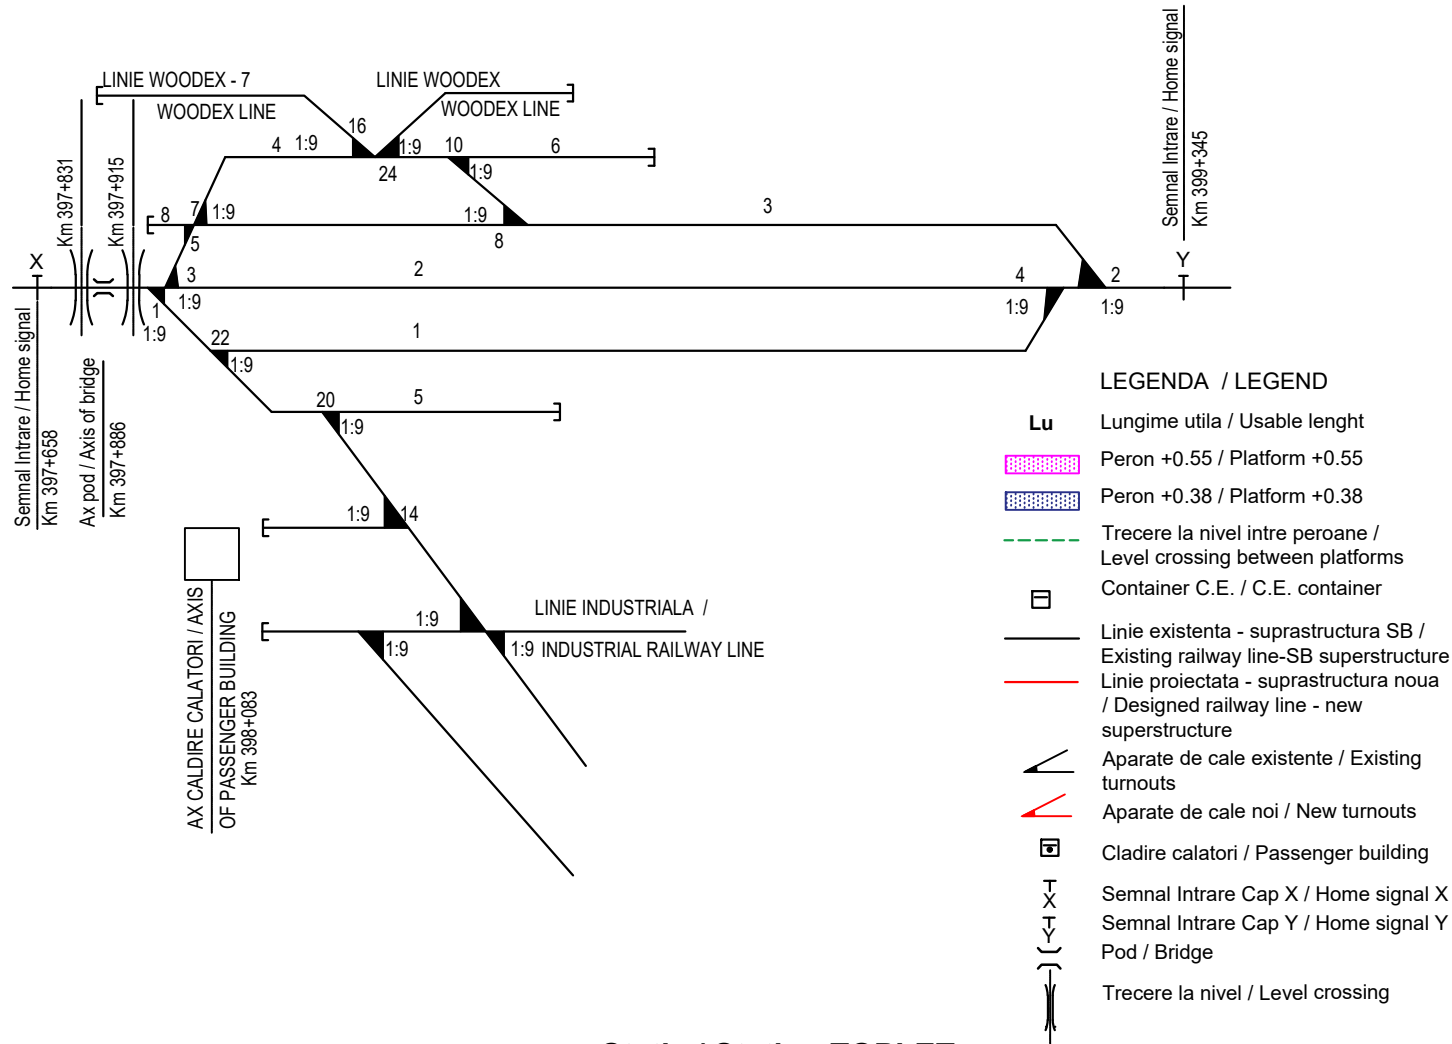 LINIE WOODEX - 7
WOODEX LINE
LINIE WOODEX
WOODEX LINE
16
4
1:9
1:9
10
6
24
1:9
Km 397+831
Km 397+915
8
7
1:9
5
1:9
8
3
Semnal Intrare / Home signal
Km 399+345
X
3
2
4
2
Y
1
1:9
1:9
1:9
1:9
22
1
1:9
Semnal Intrare / Home signal
Km 397+658
Ax pod / Axis of bridge
Km 397+886
20
5
1:9
1:9
14
AX CALDIRE CALATORI / AXIS
OF PASSENGER BUILDING
Km 398+083
1:9
LINIE INDUSTRIALA /
1:9
1:9
INDUSTRIAL RAILWAY LINE
LEGENDA / LEGEND
Lu
Lungime utila / Usable lenght
Peron +0.55 / Platform +0.55
Peron +0.38 / Platform +0.38
Trecere la nivel intre peroane /
Level crossing between platforms
Container C.E. / C.E. container
Linie existenta - suprastructura SB /
Existing railway line-SB superstructure
Linie proiectata - suprastructura noua
/ Designed railway line - new
superstructure
Aparate de cale existente / Existing
turnouts
Aparate de cale noi / New turnouts
Cladire calatori / Passenger building
X
Semnal Intrare Cap X / Home signal X
Y
Semnal Intrare Cap Y / Home signal Y
Pod / Bridge
Trecere la nivel / Level crossing